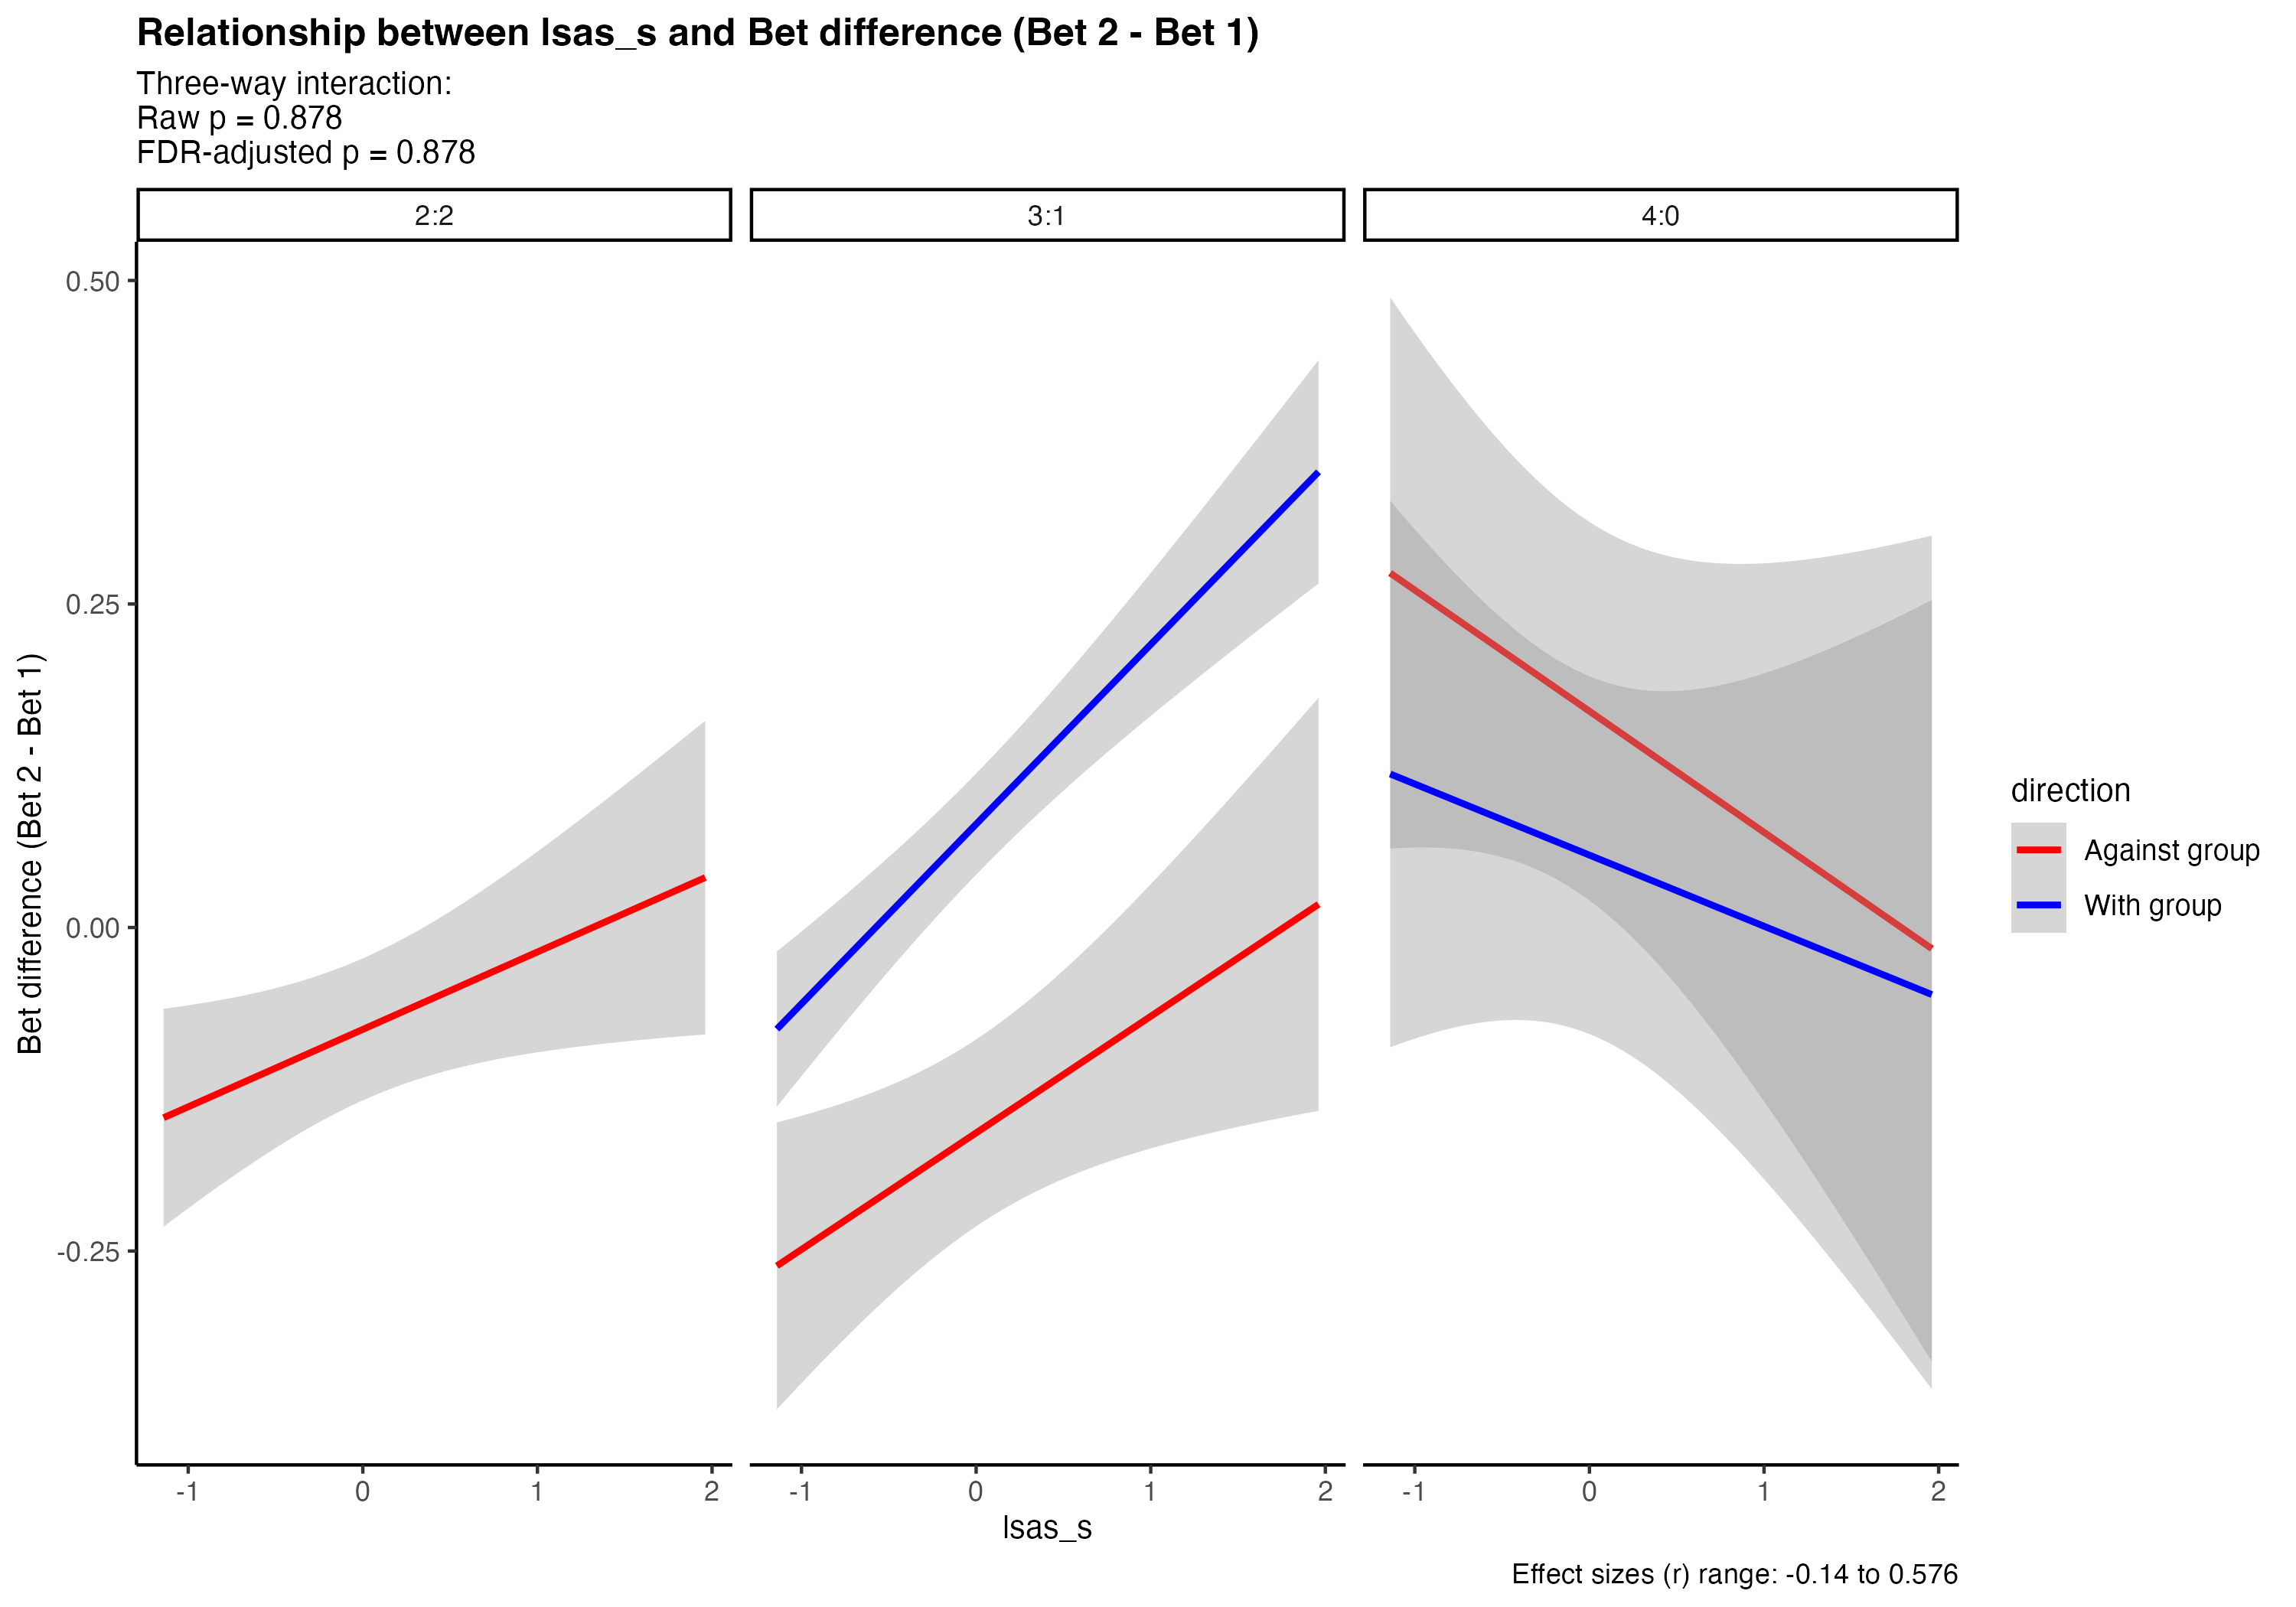 Relationship between lsas_s and Bet difference (Bet 2 - Bet 1)
Three-way interaction:
Raw p = 0.878
FDR-adjusted p = 0.878
2:2
3:1
4:0
0.50
0.25
0.00
-0.25
Bet difference (Bet 2 - Bet 1)
-1 0 1 2
-1 0 1 2
-1 0 1 2
lsas_s
direction
Against group
With group
Effect sizes (r) range: -0.14 to 0.576